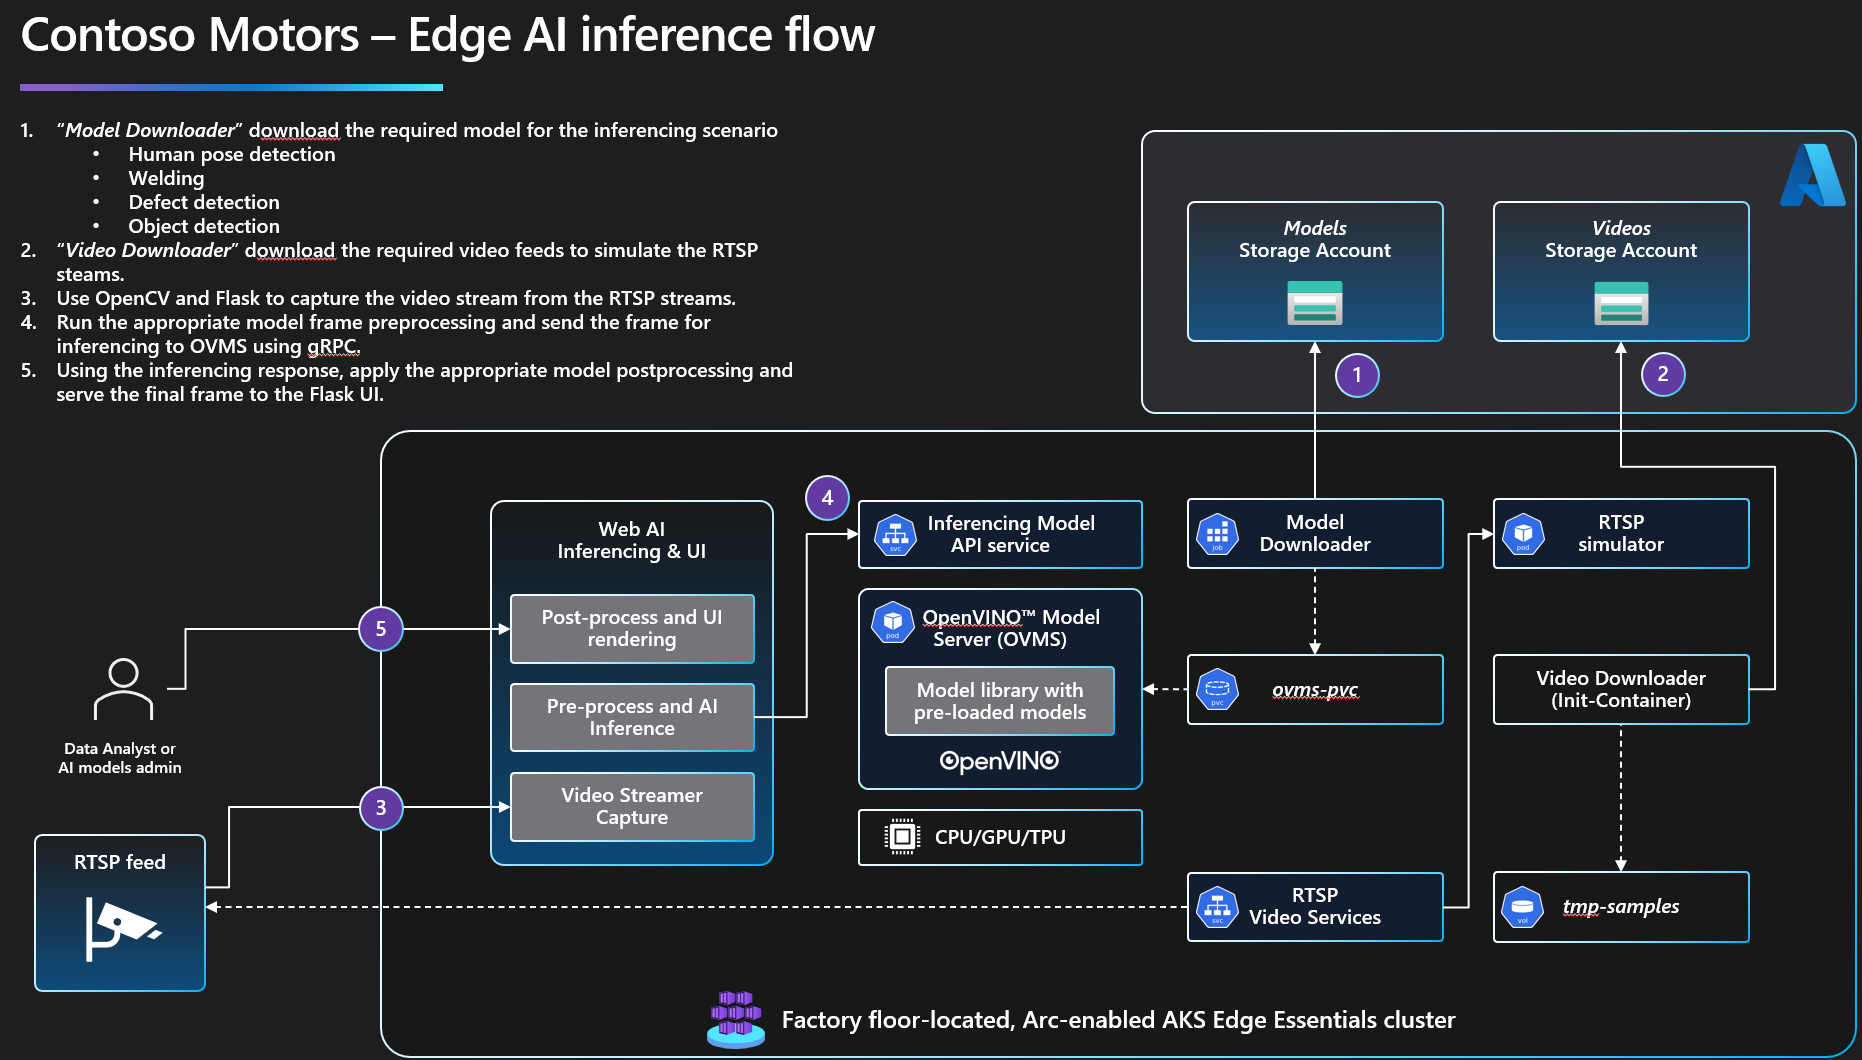 Contoso Motors – Edge AI inference flow
1. “Model Downloader” download the required model for the inferencing scenario
• Human pose detection
• Welding
• Defect detection
• Object detection
2. “Video Downloader” download the required video feeds to simulate the RTSP
steams.
3. Use OpenCV and Flask to capture the video stream from the RTSP streams.
4. Run the appropriate model frame preprocessing and send the frame for
inferencing to OVMS using gRPC.
5. Using the inferencing response, apply the appropriate model postprocessing and
serve the final frame to the Flask UI.
Models
Storage Account
Videos
Storage Account
1
2
4
Web AI
Inferencing & UI
Post-process and UI
rendering
Pre-process and AI
Inference
Video Streamer
Capture
5
3
Data Analyst or
AI models admin
RTSP feed
svc
Inferencing Model
API service
pod
OpenVINO™ Model
Server (OVMS)
Model library with
pre-loaded models
OpenVINO™
CPU/GPU/TPU
job
Model
Downloader
pvc
ovms-pvc
svc
RTSP
Video Services
pod
RTSP
simulator
Video Downloader
(Init-Container)
vol
tmp-samples
Factory floor-located, Arc-enabled AKS Edge Essentials cluster